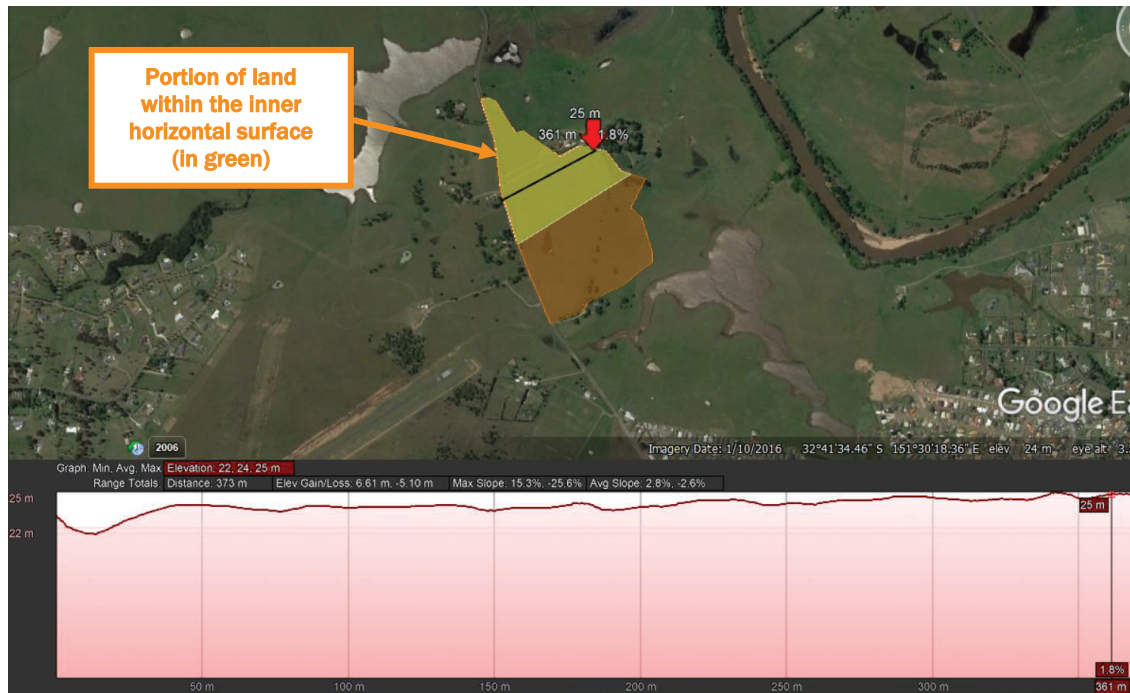 Portion of land
within the inner
horizontal surface
(in green)
25 m
361 m 1.8%
Google Ea
2006
Imagery Date: 1/10/2016 32°41'34.46" S 151°30'18.36" E elev 24 m eye alt 3.
Graph: Min, Avg, Max Elevation: 22, 24, 25 m
Range Totals: Distance: 373 m Elev Gain/Loss: 6.61 m, -5.10 m Max Slope: 15.3%, -25.6% Avg Slope: 2.8%, -2.6%
25 m
25 m
22 m
1.8%
50 m 100 m 150 m 200 m 250 m 300 m 361 m